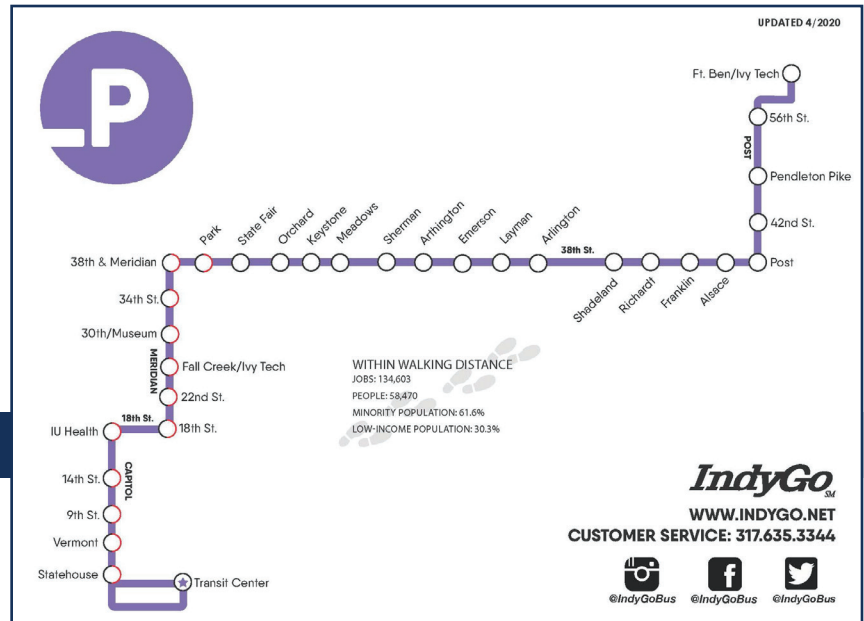 UPDATED 4/2020
P
Ft. Ben/Ivy Tech
56th St.
POST
Pendleton Pike
42nd St.
Post
Park
State Fair
Orchard
Keystone
Meadows
Sherman
Arthington
Emerson
Layman
Arlington
38th St.
Shadeland
Richardt
Franklin
Alsace
38th & Meridian
34th St.
30th/Museum
MERIDIAN
Fall Creek/Ivy Tech
22nd St.
18th St.
18th St.
IU Health
14th St.
CAPITOL
9th St.
Vermont
Statehouse
Transit Center
WITHIN WALKING DISTANCE
JOBS: 134,603
PEOPLE: 58,470
MINORITY POPULATION: 61.6%
LOW-INCOME POPULATION: 30.3%
IndyGo SM
WWW.INDYGO.NET
CUSTOMER SERVICE: 317.635.3344
@IndyGoBus @IndyGoBus @IndyGoBus